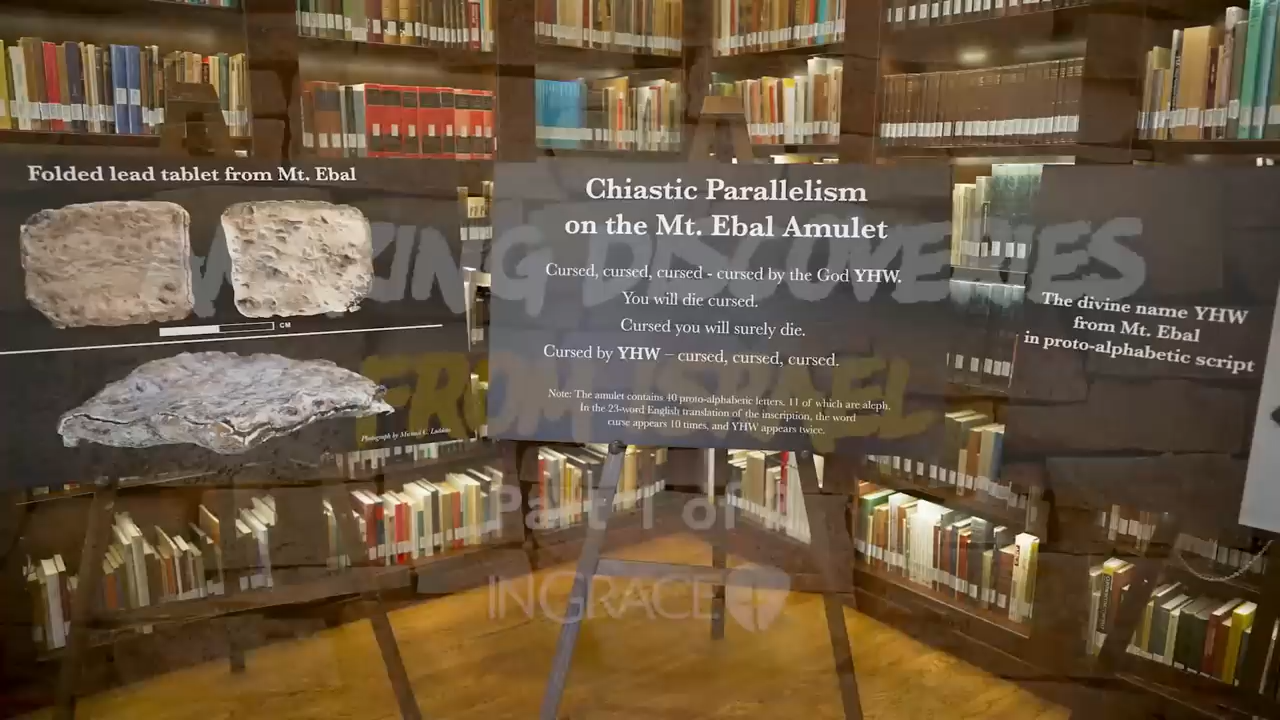 Folded lead tablet from Mt. Ebal
CM
Photograph by Michael C. Luddeni
Chiastic Parallelism
on the Mt. Ebal Amulet
Cursed, cursed, cursed - cursed by the God YHW.
You will die cursed.
Cursed you will surely die.
Cursed by YHW – cursed, cursed, cursed.
Note: The amulet contains 40 proto-alphabetic letters, 11 of which are aleph.
In the 23-word English translation of the inscription, the word
curse appears 10 times, and YHW appears twice.
The divine name YHW
from Mt. Ebal
in proto-alphabetic script
AMAZING DISCOVERIES
FROM ISRAEL
Part 1 of
INGRACE